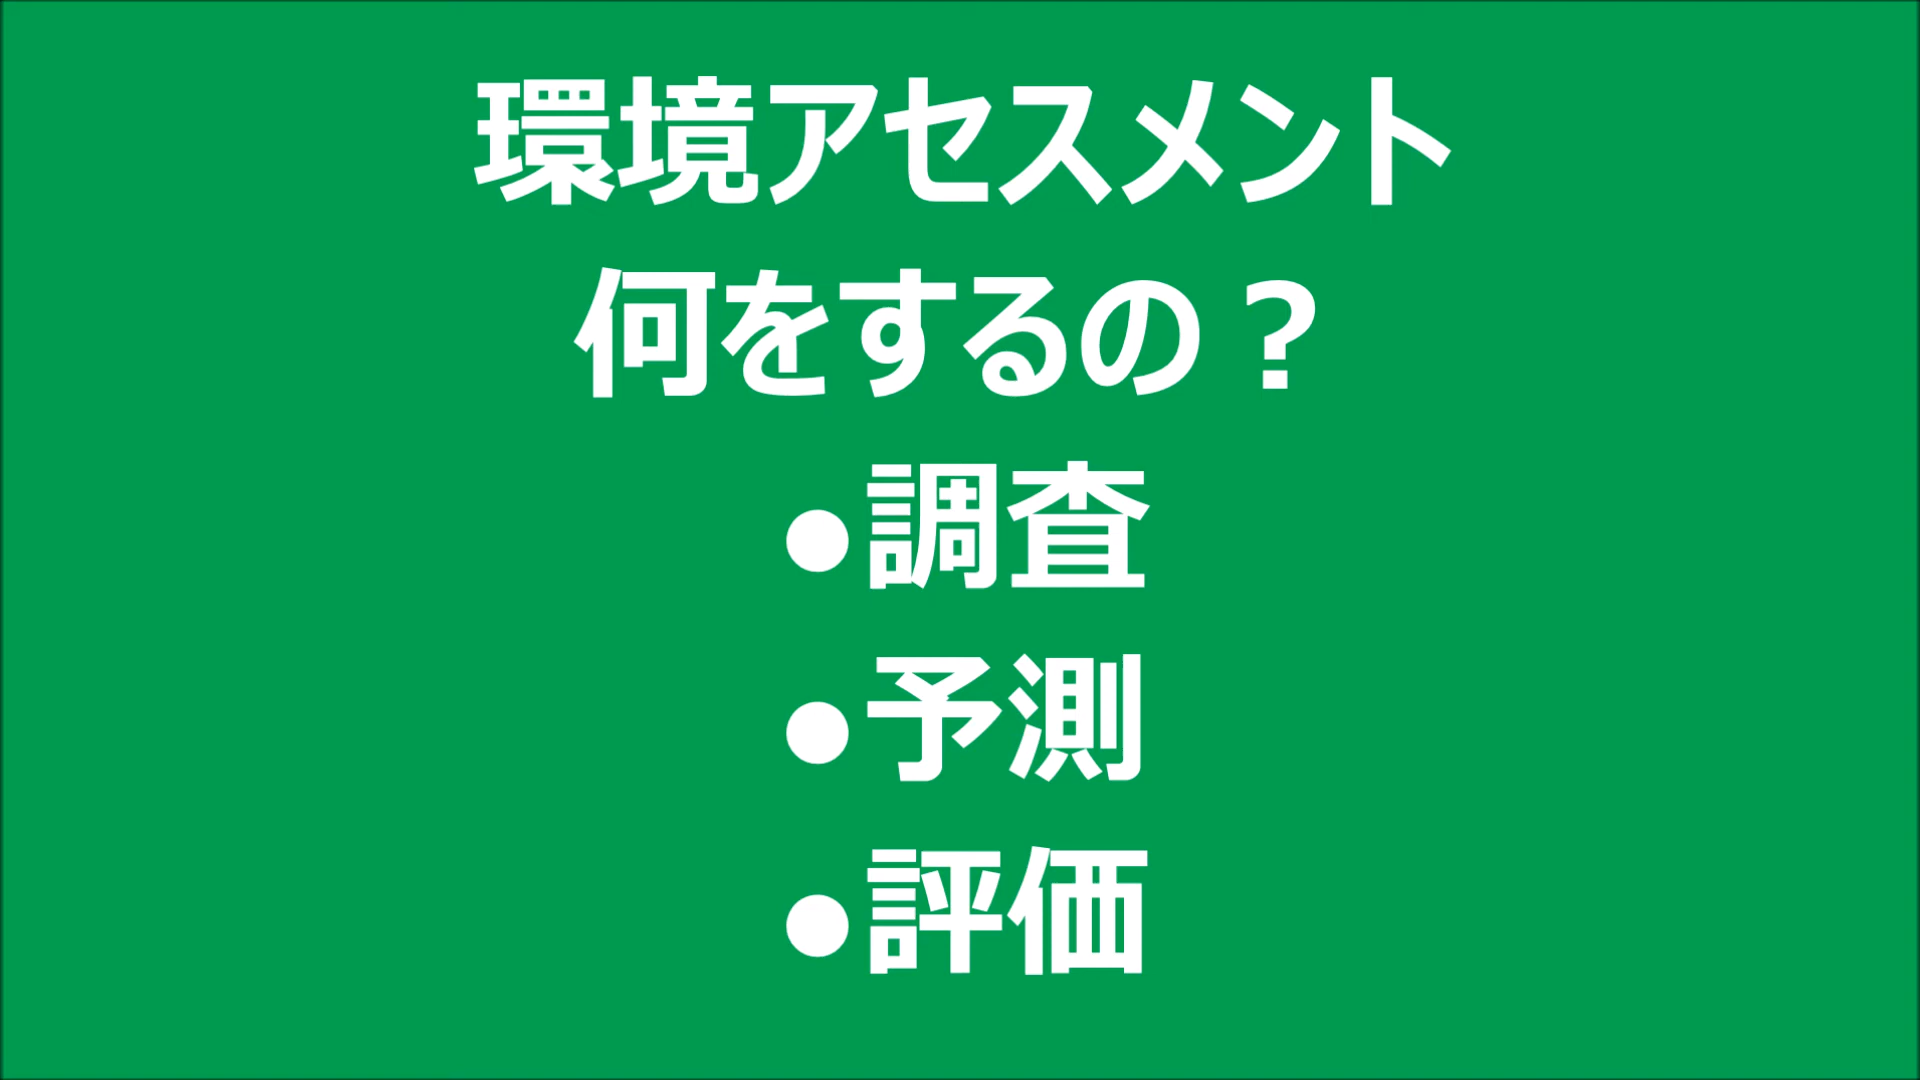 環境アセスメント
何をするの？
●調査
●予測
●評価